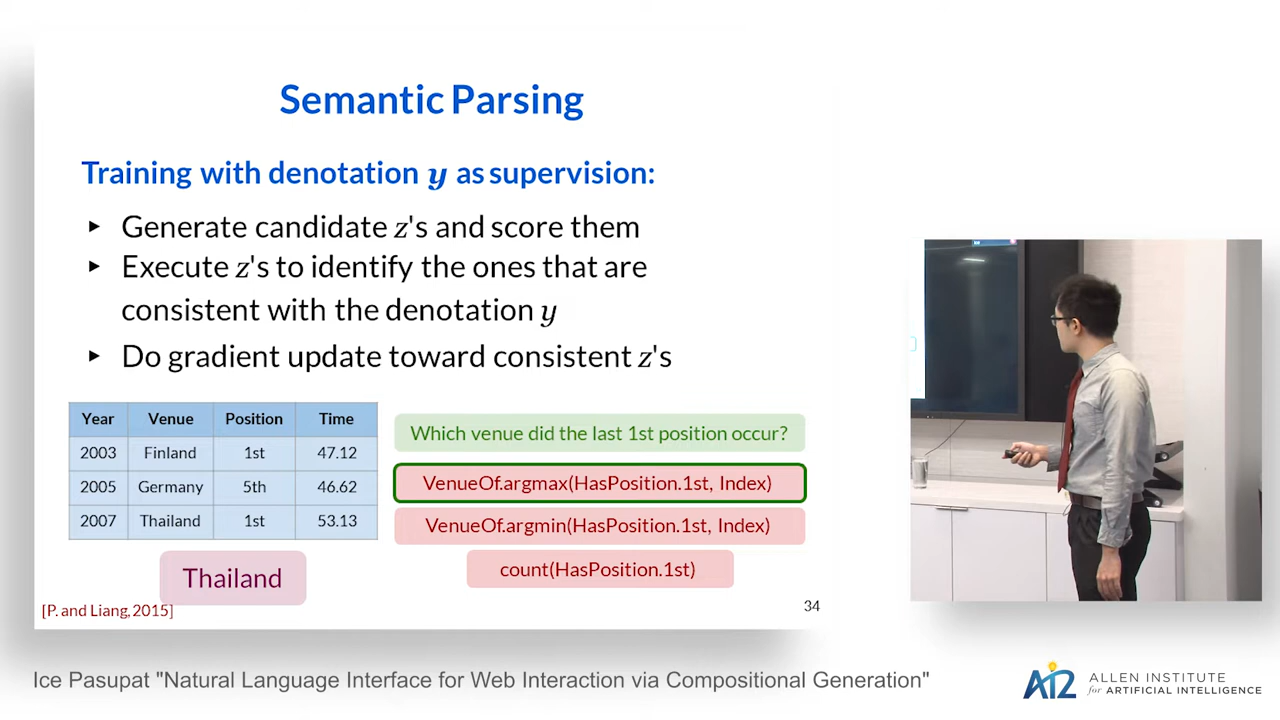 Semantic Parsing
Training with denotation y as supervision:
▸ Generate candidate z's and score them
▸ Execute z's to identify the ones that are
consistent with the denotation y
▸ Do gradient update toward consistent z's
Year Venue Position Time
2003 Finland 1st 47.12
2005 Germany 5th 46.62
2007 Thailand 1st 53.13
Thailand
[P. and Liang, 2015]
Which venue did the last 1st position occur?
VenueOf.argmax(HasPosition.1st, Index)
VenueOf.argmin(HasPosition.1st, Index)
count(HasPosition.1st)
34
Ice Pasupat "Natural Language Interface for Web Interaction via Compositional Generation"
AI2 ALLEN INSTITUTE
for ARTIFICIAL INTELLIGENCE